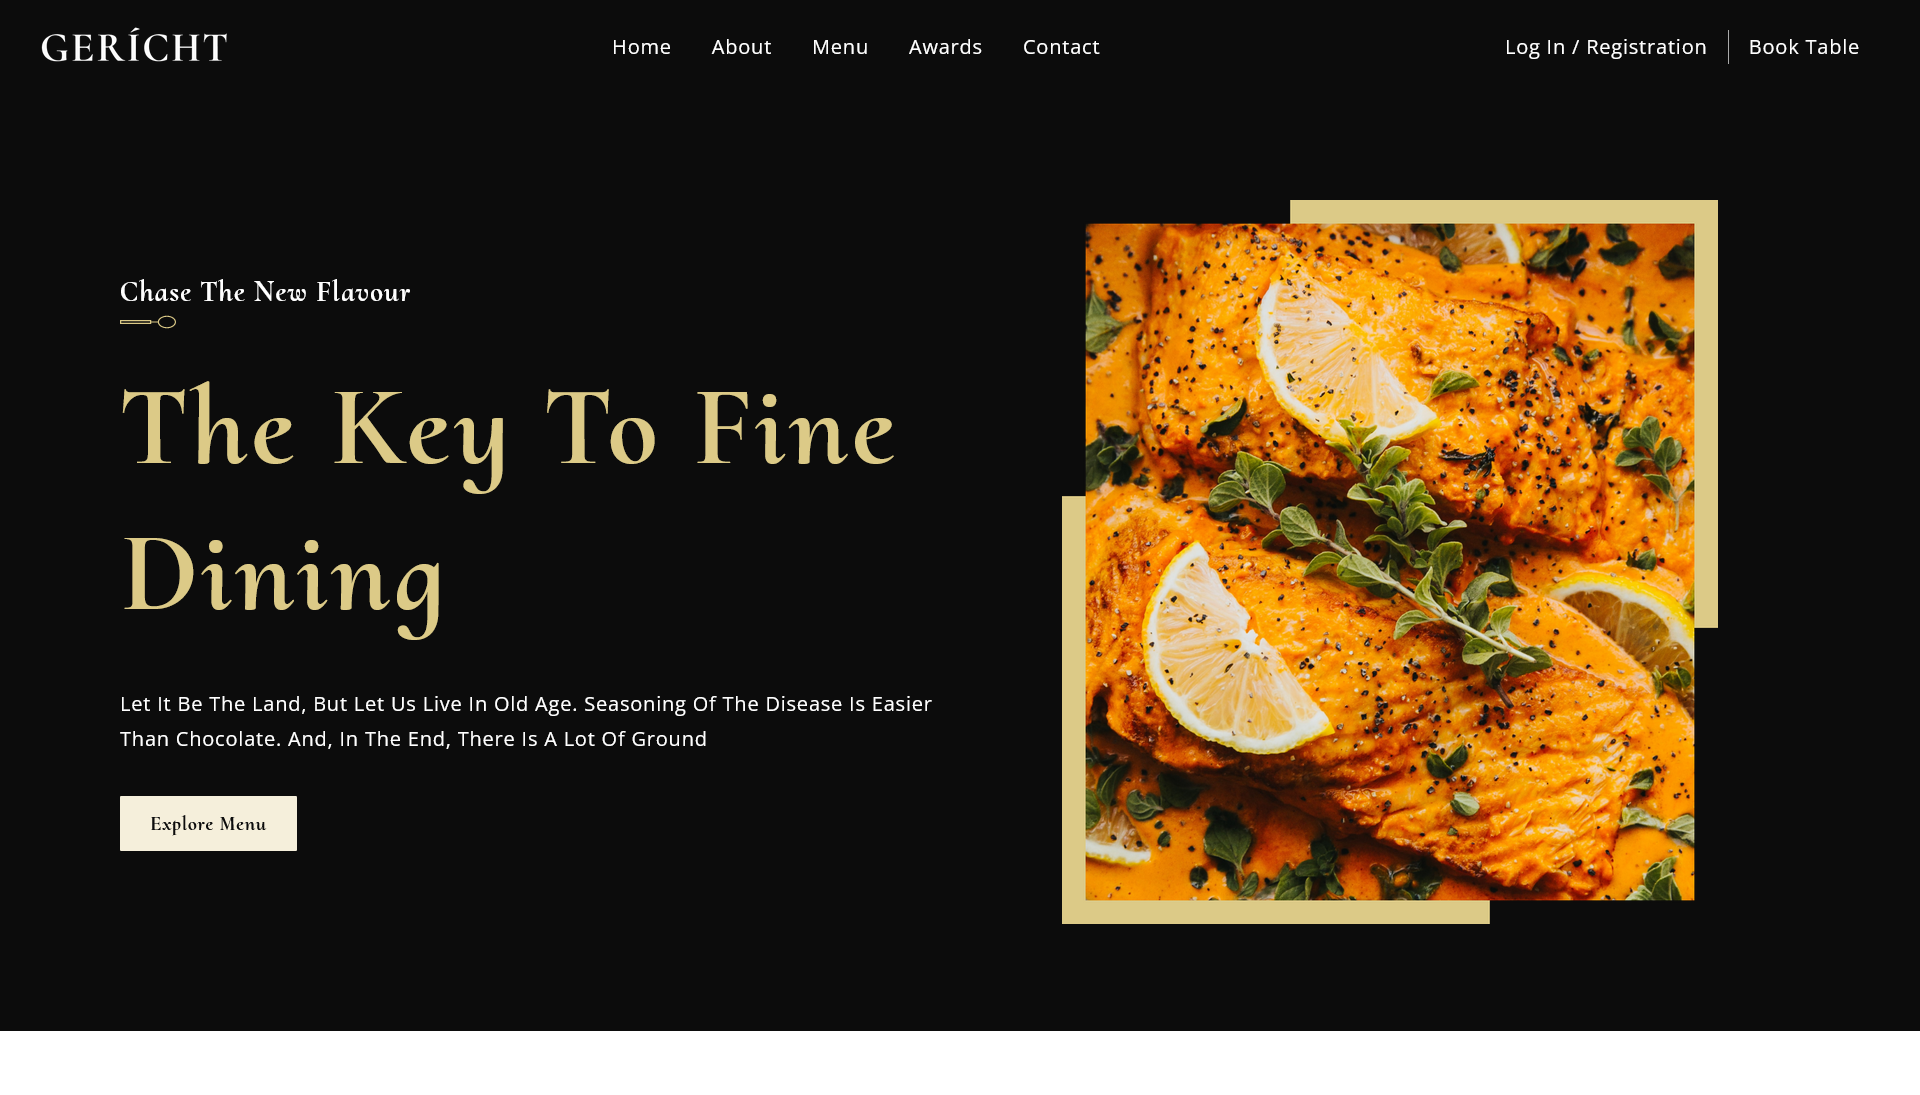 GERÍCHT
Home About Menu Awards Contact
Log In / Registration Book Table
Chase The New Flavour
The Key To Fine
Dining
Let It Be The Land, But Let Us Live In Old Age. Seasoning Of The Disease Is Easier
Than Chocolate. And, In The End, There Is A Lot Of Ground
Explore Menu